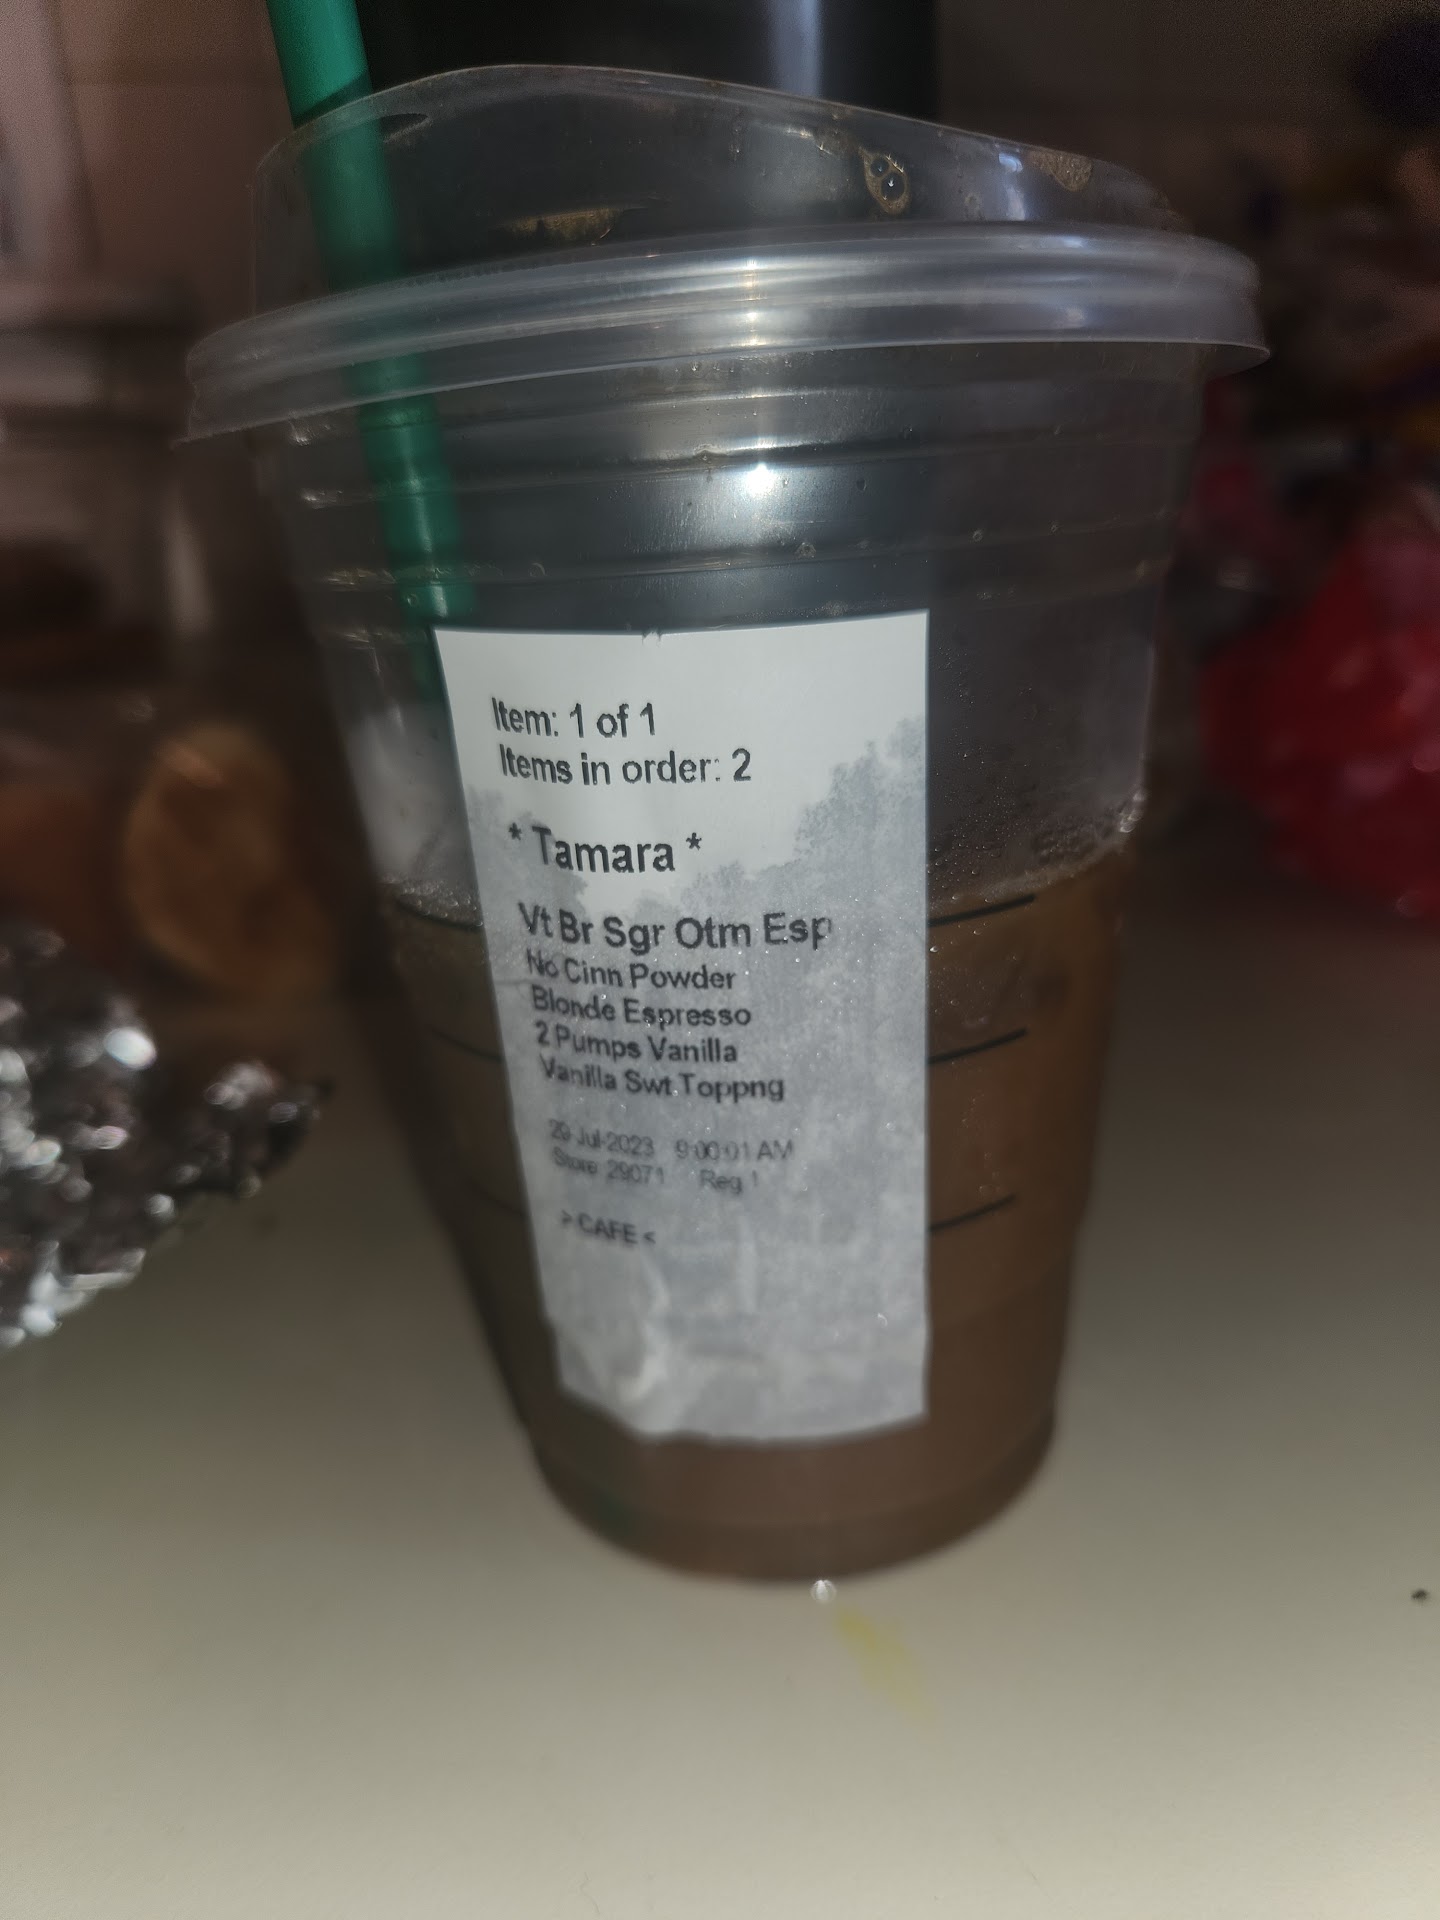 Item: 1 of 1
Items in order: 2
* Tamara *
Vt Br Sgr Otm Esp
No Cinn Powder
Blonde Espresso
2 Pumps Vanilla
Vanilla Swt Toppng
29 Jul-2023 9:00:01 AM
Store 29071 Reg 1
> CAFE <